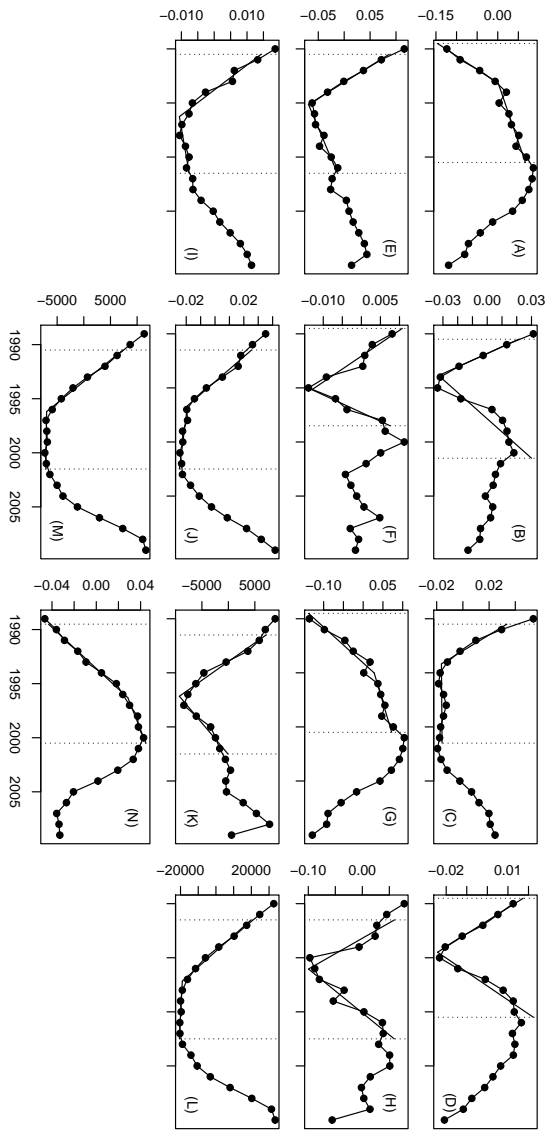 −0.15 0.00
(A)
−0.03 0.00 0.03
(B)
−0.02 0.02
(C)
−0.02 0.01
(D)
−0.05 0.05
(E)
−0.010 0.005
(F)
−0.10 0.05
(G)
−0.10 0.00
(H)
−0.010 0.010
(I)
−0.02 0.02
(J)
−5000 5000
(K)
−20000 20000
(L)
−5000 5000
(M)
1990 1995 2000 2005
−0.04 0.00 0.04
(N)
1990 1995 2000 2005